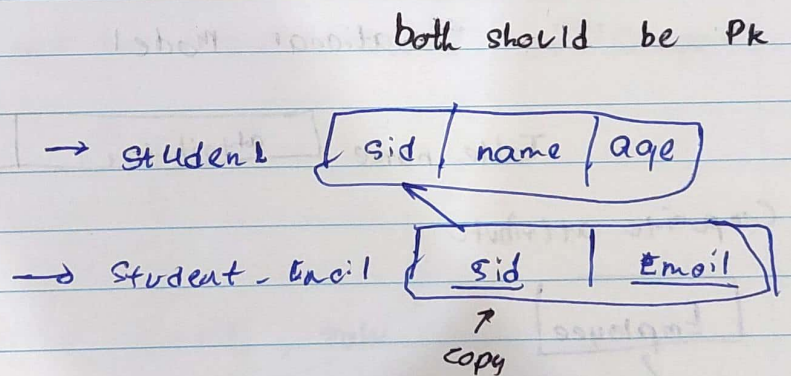 both should be Pk
→ student sid name age
→ Student - Email sid Email
↑
copy